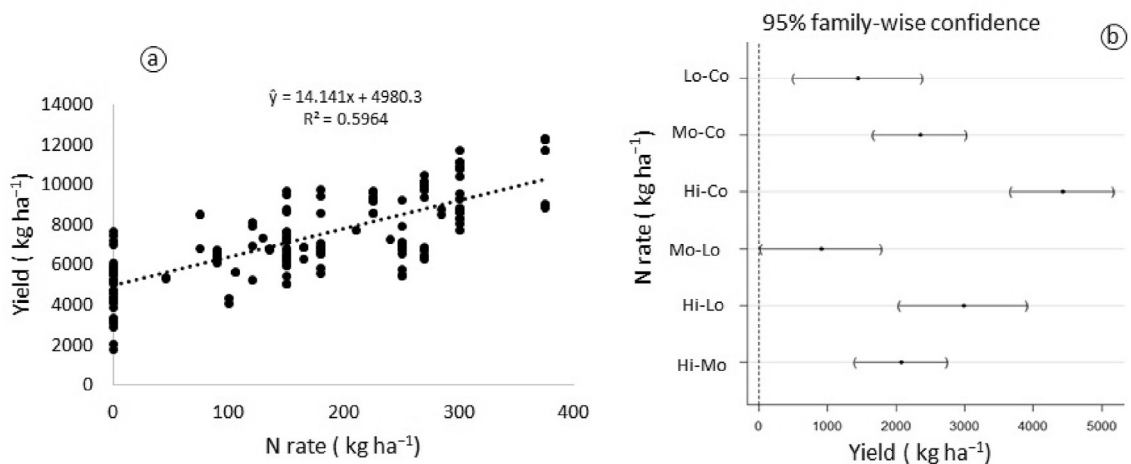 ⓐ
ŷ = 14.141x + 4980.3
R² = 0.5964
Yield ( kg ha⁻¹)
14000
12000
10000
8000
6000
4000
2000
0
0 100 200 300 400
N rate ( kg ha⁻¹)
95% family-wise confidence
ⓑ
N rate ( kg ha⁻¹)
Lo-Co
Mo-Co
Hi-Co
Mo-Lo
Hi-Lo
Hi-Mo
0 1000 2000 3000 4000 5000
Yield ( kg ha⁻¹)